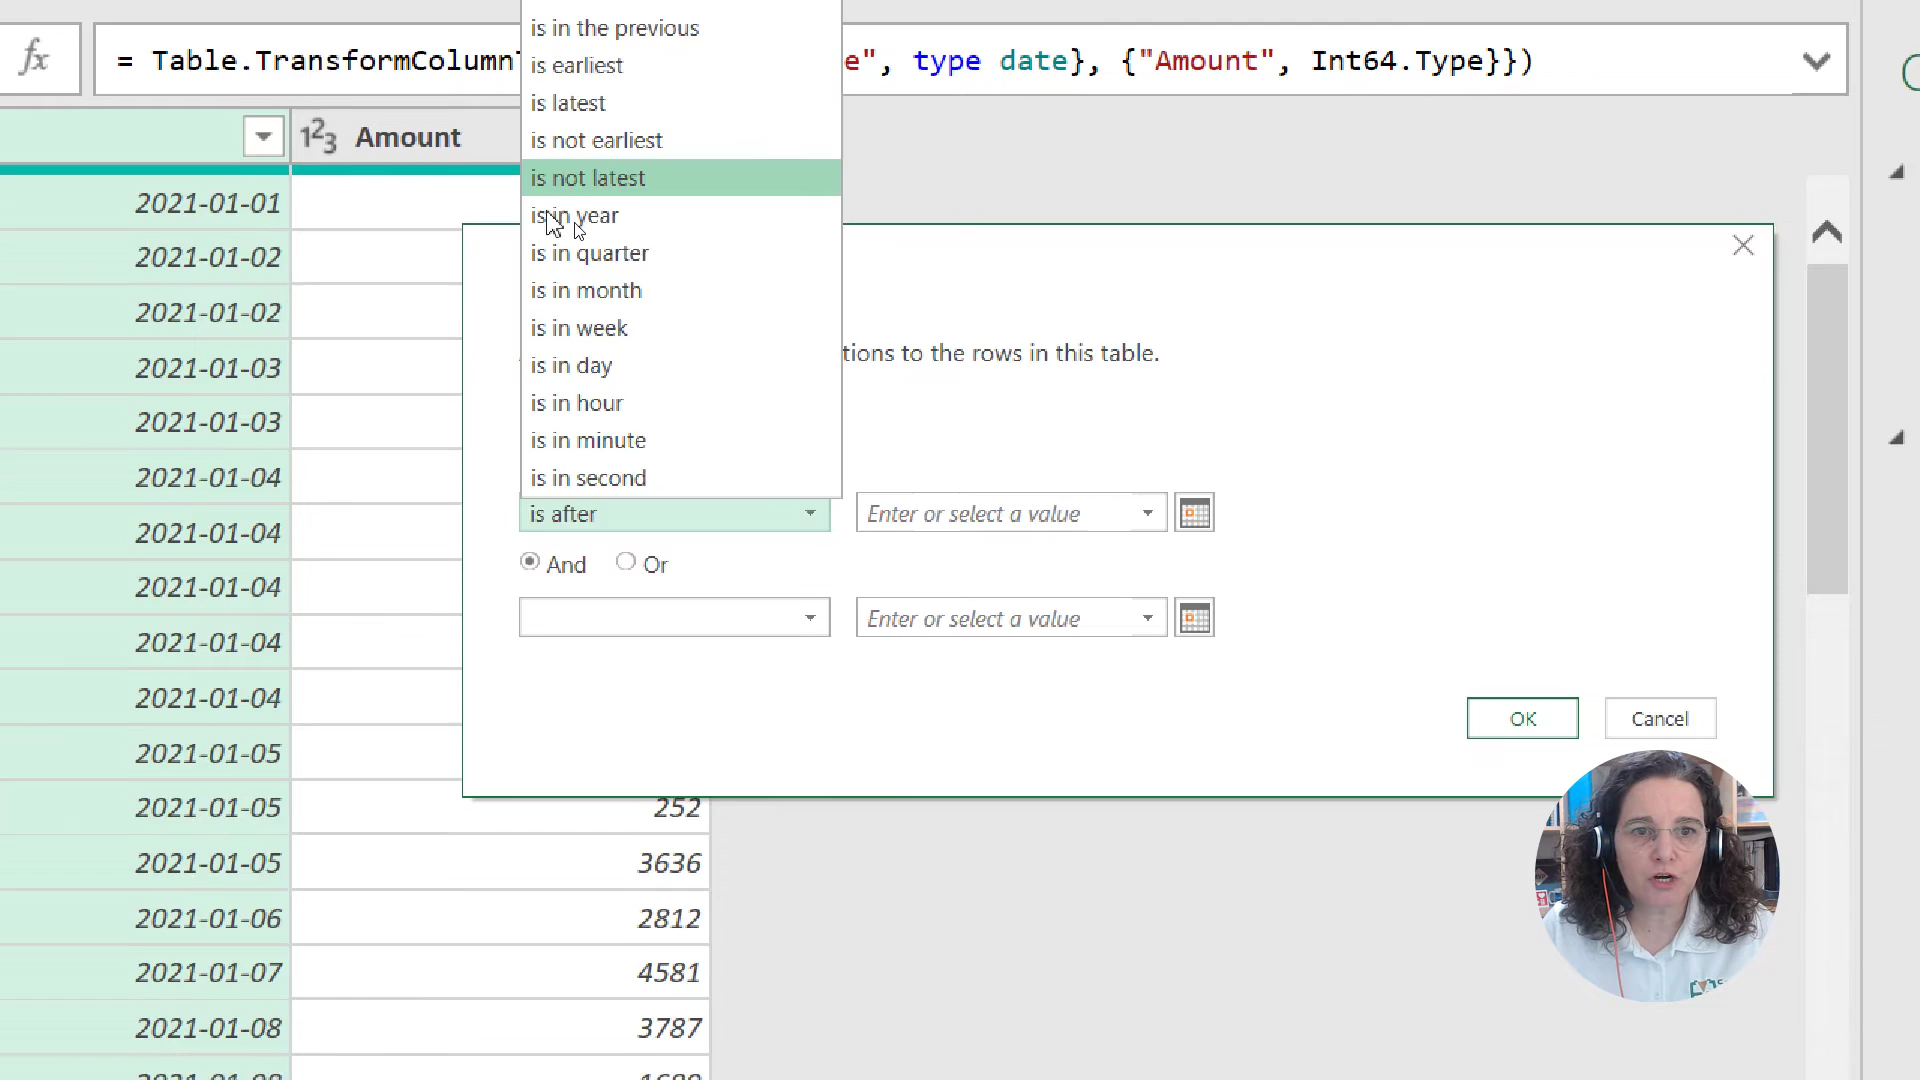 fx
= Table.TransformColumn
e", type date}, {"Amount", Int64.Type}})
is in the previous
is earliest
is latest
is not earliest
is not latest
is in year
is in quarter
is in month
is in week
is in day
is in hour
is in minute
is in second
123 Amount
2021-01-01
2021-01-02
2021-01-02
2021-01-03
2021-01-03
2021-01-04
2021-01-04
2021-01-04
2021-01-04
2021-01-04
2021-01-05
2021-01-05 252
2021-01-05 3636
2021-01-06 2812
2021-01-07 4581
2021-01-08 3787
tions to the rows in this table.
is after
Enter or select a value
And
Or
Enter or select a value
OK
Cancel